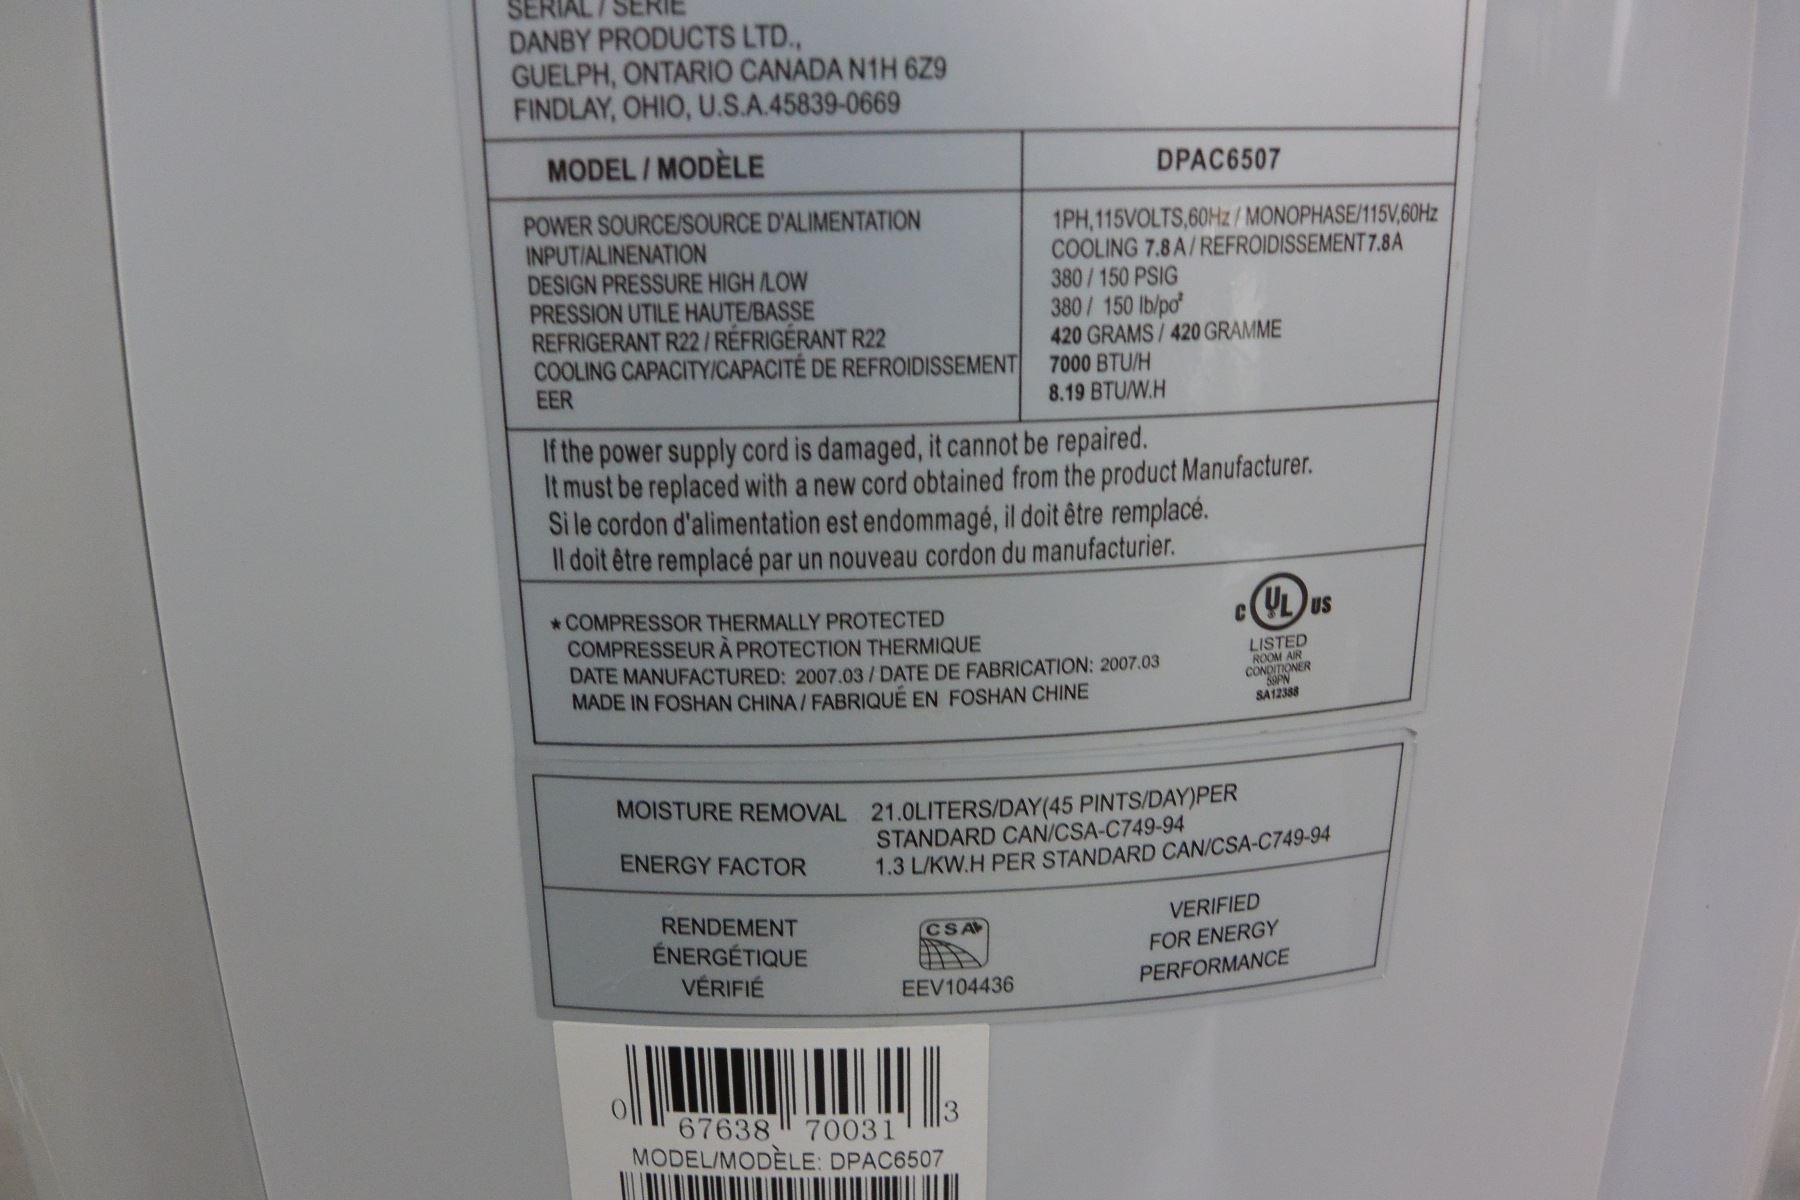 SERIAL / SÉRIE
DANBY PRODUCTS LTD.,
GUELPH, ONTARIO CANADA N1H 6Z9
FINDLAY, OHIO, U.S.A.45839-0669
MODEL / MODÈLE DPAC6507
POWER SOURCE/SOURCE D'ALIMENTATION 1PH,115VOLTS,60Hz / MONOPHASE/115V,60Hz
INPUT/ALINENATION COOLING 7.8 A / REFROIDISSEMENT7.8A
DESIGN PRESSURE HIGH /LOW 380 / 150 PSIG
PRESSION UTILE HAUTE/BASSE 380 / 150 lb/po²
REFRIGERANT R22 / RÉFRIGÉRANT R22 420 GRAMS / 420 GRAMME
COOLING CAPACITY/CAPACITÉ DE REFROIDISSEMENT 7000 BTU/H
EER 8.19 BTU/W.H
If the power supply cord is damaged, it cannot be repaired.
It must be replaced with a new cord obtained from the product Manufacturer.
Si le cordon d'alimentation est endommagé, il doit être remplacé.
Il doit être remplacé par un nouveau cordon du manufacturier.
* COMPRESSOR THERMALLY PROTECTED
COMPRESSEUR À PROTECTION THERMIQUE
DATE MANUFACTURED: 2007.03 / DATE DE FABRICATION: 2007.03
MADE IN FOSHAN CHINA / FABRIQUÉ EN FOSHAN CHINE
C UL US
LISTED
ROOM AIR
CONDITIONER
59PN
SA12388
MOISTURE REMOVAL 21.0LITERS/DAY(45 PINTS/DAY)PER
STANDARD CAN/CSA-C749-94
ENERGY FACTOR 1.3 L/KW.H PER STANDARD CAN/CSA-C749-94
RENDEMENT
ÉNERGÉTIQUE
VÉRIFIÉ
CSA
EEV104436
VERIFIED
FOR ENERGY
PERFORMANCE
0 67638 70031 3
MODEL/MODÈLE: DPAC6507